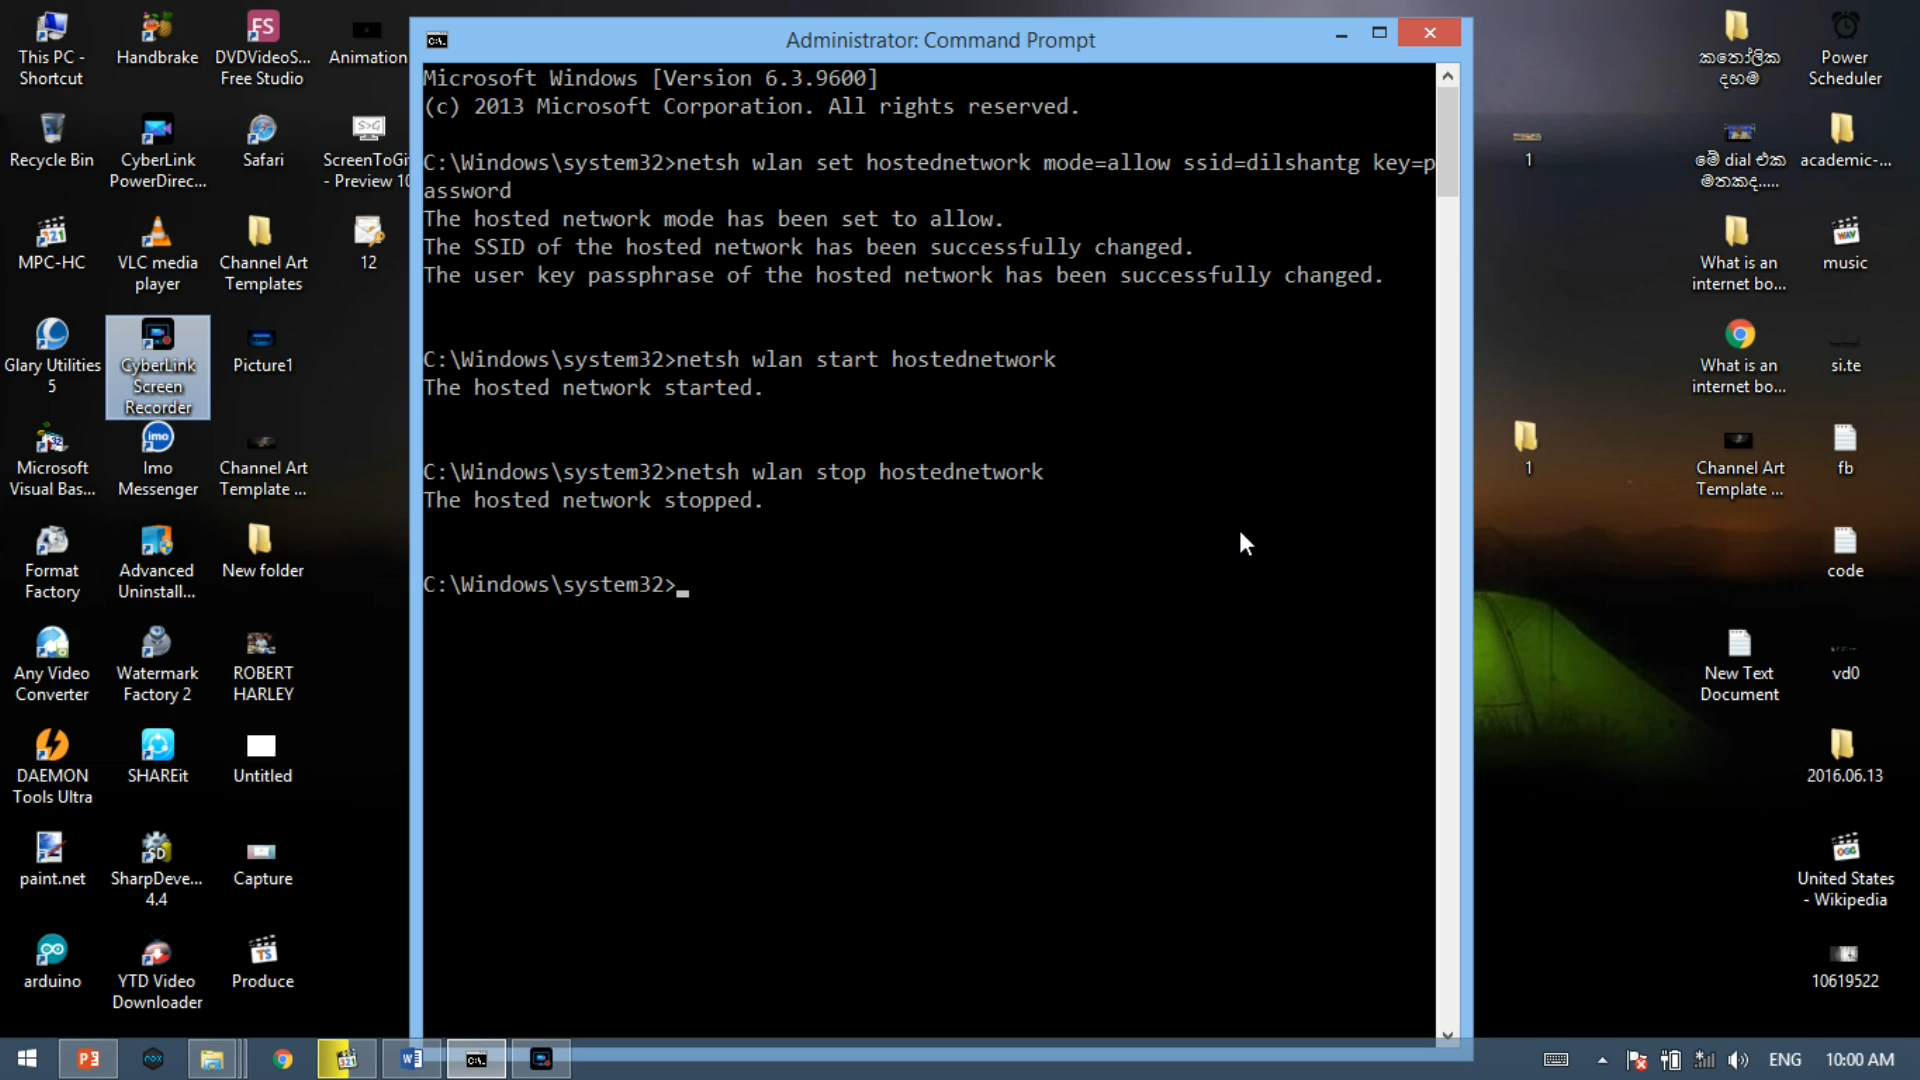 This PC -
Shortcut
Handbrake
DVDVideoS...
Free Studio
Animation
Recycle Bin
CyberLink
PowerDirec...
Safari
ScreenToGi
- Preview 10
MPC-HC
VLC media
player
Channel Art
Templates
12
Glary Utilities
5
CyberLink
Screen
Recorder
Picture1
Microsoft
Visual Bas...
Imo
Messenger
Channel Art
Template ...
Format
Factory
Advanced
Uninstall...
New folder
Any Video
Converter
Watermark
Factory 2
ROBERT
HARLEY
DAEMON
Tools Ultra
SHAREit
Untitled
paint.net
SharpDeve...
4.4
Capture
arduino
YTD Video
Downloader
Produce
Administrator: Command Prompt
Microsoft Windows [Version 6.3.9600]
(c) 2013 Microsoft Corporation. All rights reserved.
C:\Windows\system32>netsh wlan set hostednetwork mode=allow ssid=dilshantg key=p
assword
The hosted network mode has been set to allow.
The SSID of the hosted network has been successfully changed.
The user key passphrase of the hosted network has been successfully changed.
C:\Windows\system32>netsh wlan start hostednetwork
The hosted network started.
C:\Windows\system32>netsh wlan stop hostednetwork
The hosted network stopped.
C:\Windows\system32>
කතෝලික
දහම
Power
Scheduler
1
මේ dial එක
මතකද.....
academic-...
What is an
internet bo...
music
What is an
internet bo...
si.te
1
Channel Art
Template ...
fb
code
New Text
Document
vd0
2016.06.13
United States
- Wikipedia
10619522
ENG
10:00 AM